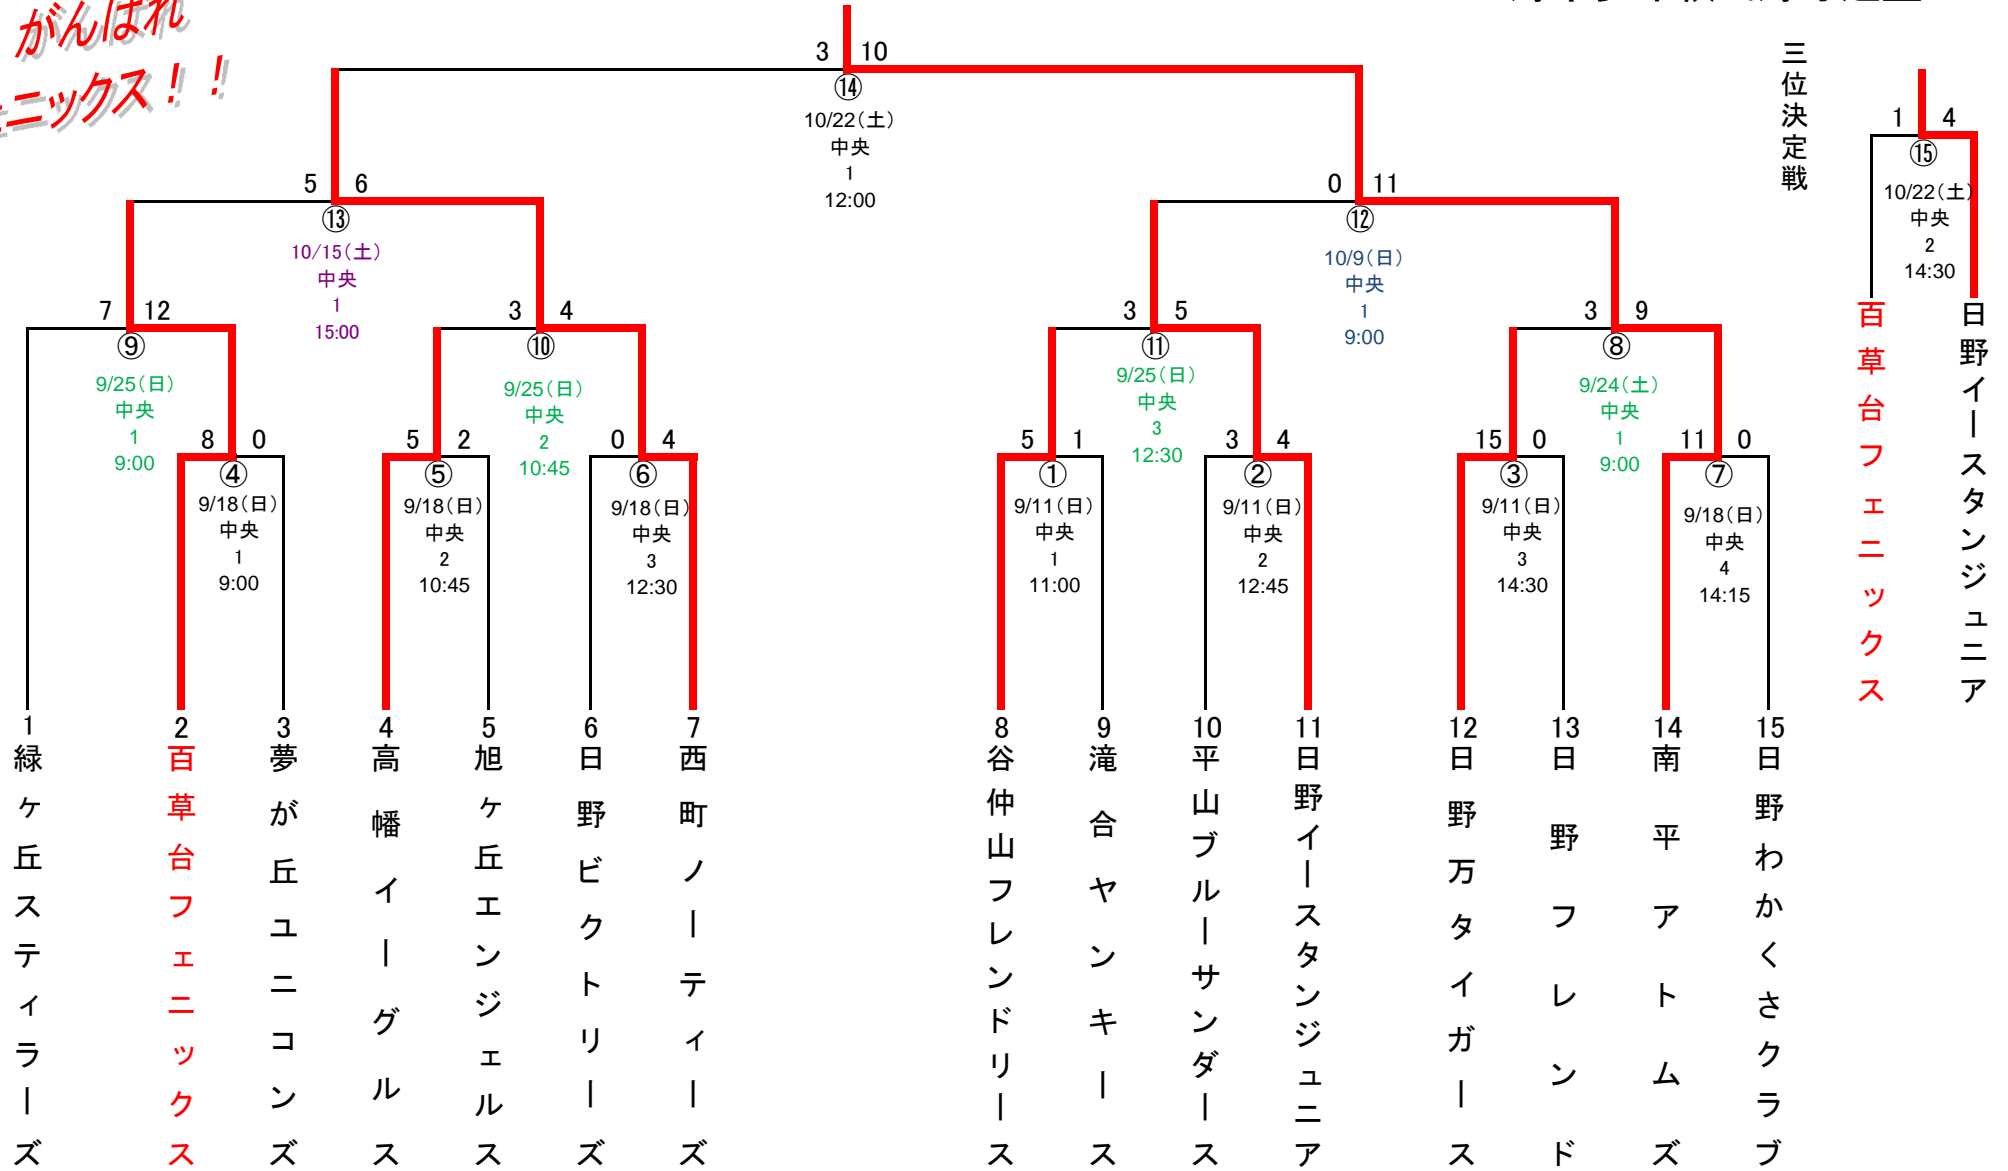 がんばれ
ェニックス！！
三位決定戦
3 10
⑭
10/22(土)
中央
1
12:00
1 4
⑮
10/22(土)
中央
2
14:30
百草台フェニックス
日野イースタンジュニア
5 6
⑬
10/15(土)
中央
1
15:00
0 11
⑫
10/9(日)
中央
1
9:00
7 12
⑨
9/25(日)
中央
1
9:00
3 4
⑩
9/25(日)
中央
2
10:45
3 5
⑪
9/25(日)
中央
3
12:30
3 9
⑧
9/24(土)
中央
1
9:00
8 0
④
9/18(日)
中央
1
9:00
5 2
⑤
9/18(日)
中央
2
10:45
0 4
⑥
9/18(日)
中央
3
12:30
5 1
①
9/11(日)
中央
1
11:00
3 4
②
9/11(日)
中央
2
12:45
15 0
③
9/11(日)
中央
3
14:30
11 0
⑦
9/18(日)
中央
4
14:15
1
緑ヶ丘スティラーズ
2
百草台フェニックス
3
夢が丘ユニコンズ
4
高幡イーグルス
5
旭ヶ丘エンジェルス
6
日野ビクトリーズ
7
西町ノーティーズ
8
谷仲山フレンドリース
9
滝合ヤンキース
10
平山ブルーサンダース
11
日野イースタンジュニア
12
日野万タイガース
13
日野フレンド
14
南平アトムズ
15
日野わかくさクラブ